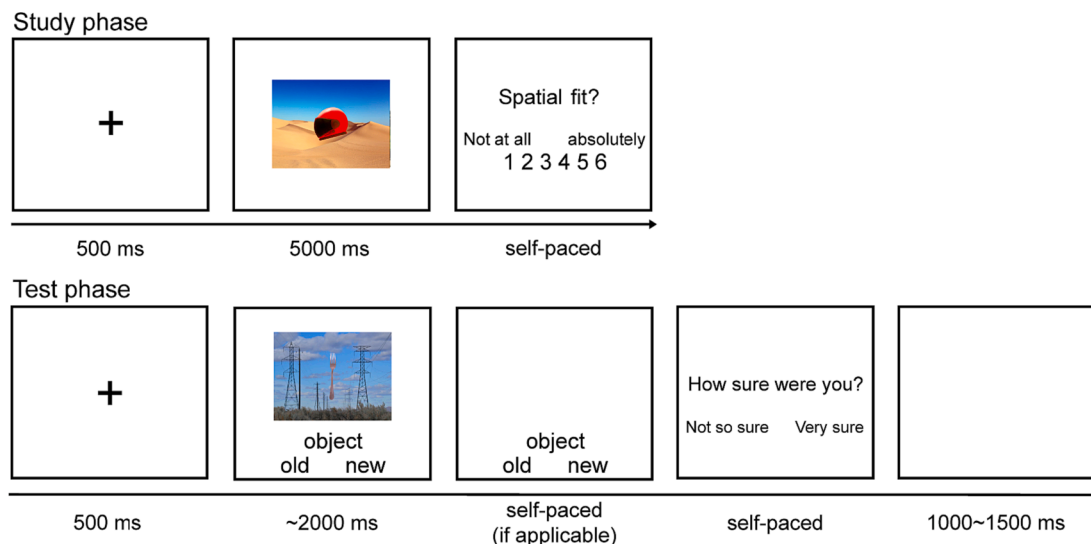 Study phase
+
Spatial fit?
Not at all absolutely
1 2 3 4 5 6
500 ms 5000 ms self-paced
Test phase
+
object
old new
object
old new
How sure were you?
Not so sure Very sure
500 ms ~2000 ms self-paced
(if applicable) self-paced 1000~1500 ms